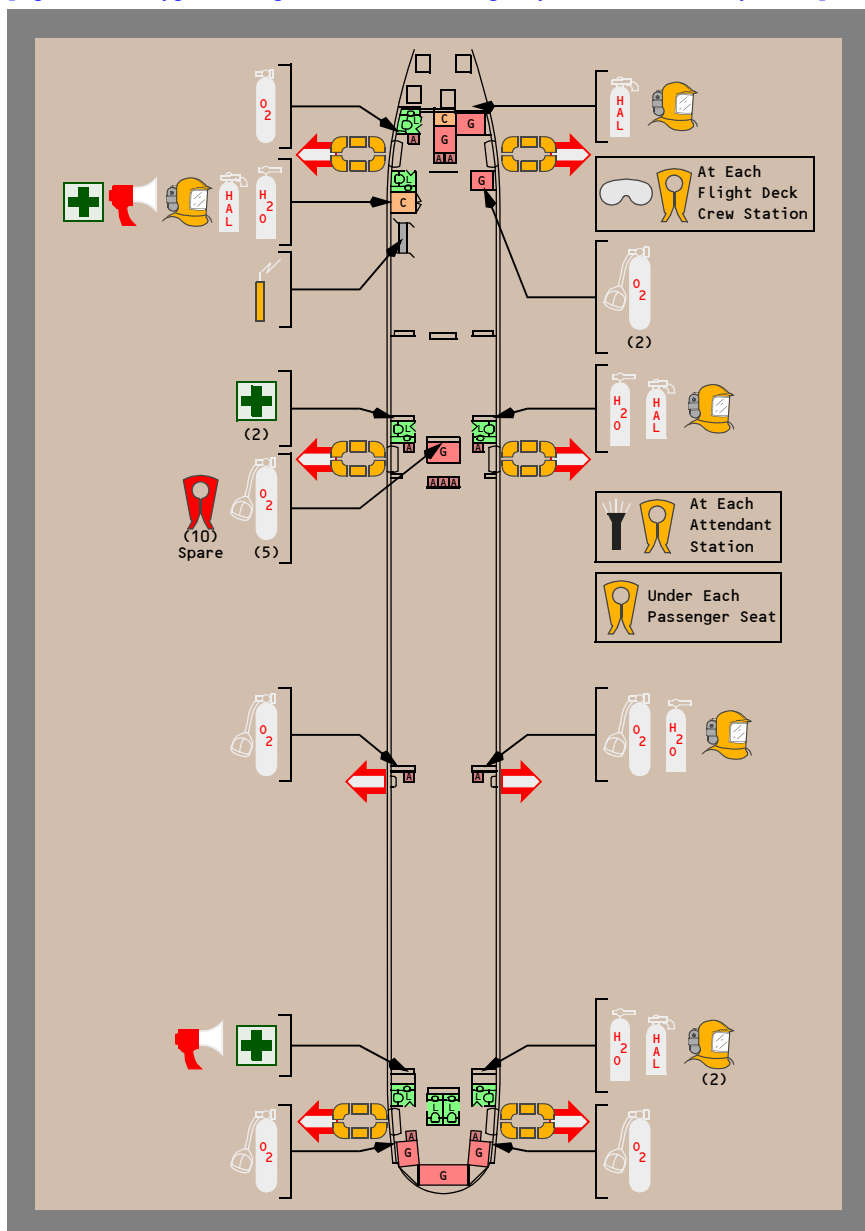 O2
HAL
C
G
L
G
A
A A
At Each
Flight Deck
Crew Station
HAL
H2O
L
G
C
O2
(2)
H2O
HAL
(2)
L
L
A
G
A
A A A
O2
(10)
Spare
(5)
At Each
Attendant
Station
Under Each
Passenger Seat
O2
O2
H2O
A
A
H2O
HAL
(2)
L
L L
L
O2
O2
A
A
G
G
G